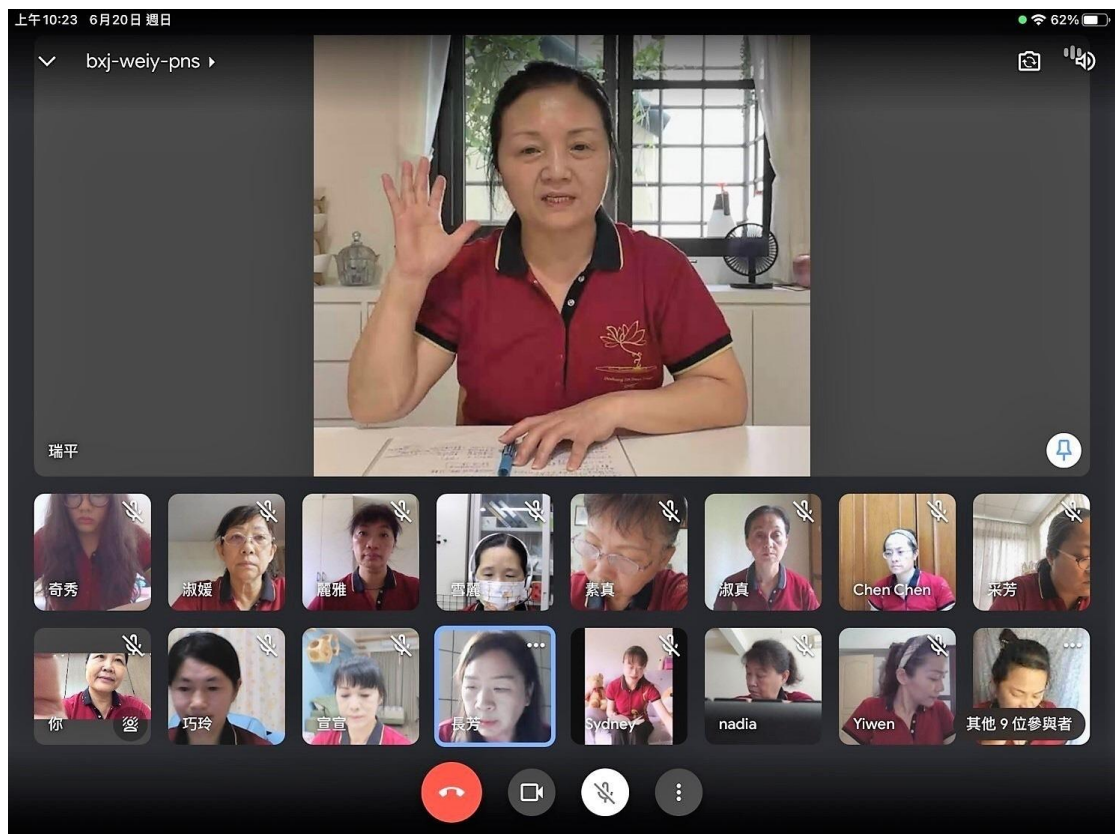 上午10:23 6月20日 週日
62%
bxj-weiy-pns
瑞平
奇秀
淑媛
麗雅
雪麗
素真
淑真
Chen Chen
采芳
你
巧玲
宣宣
長芳
Sydney
nadia
Yiwen
其他 9 位參與者